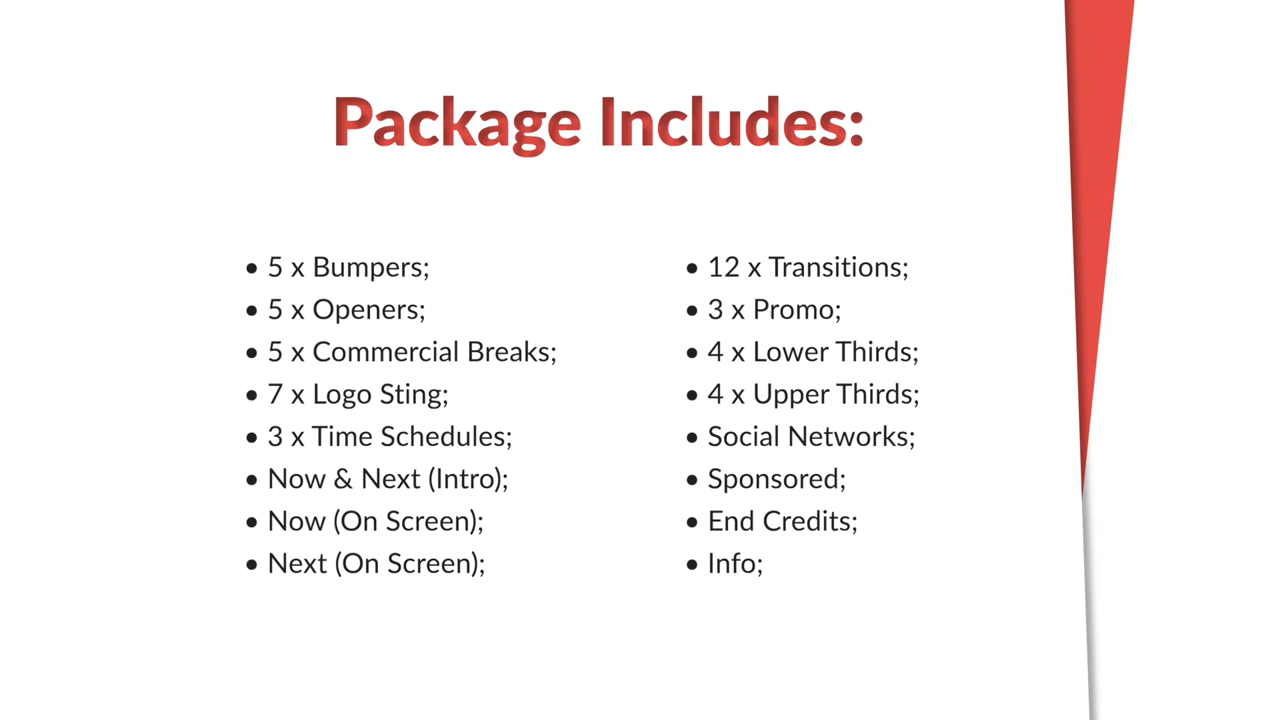 Package Includes:
• 5 x Bumpers;
• 5 x Openers;
• 5 x Commercial Breaks;
• 7 x Logo Sting;
• 3 x Time Schedules;
• Now & Next (Intro);
• Now (On Screen);
• Next (On Screen);
• 12 x Transitions;
• 3 x Promo;
• 4 x Lower Thirds;
• 4 x Upper Thirds;
• Social Networks;
• Sponsored;
• End Credits;
• Info;